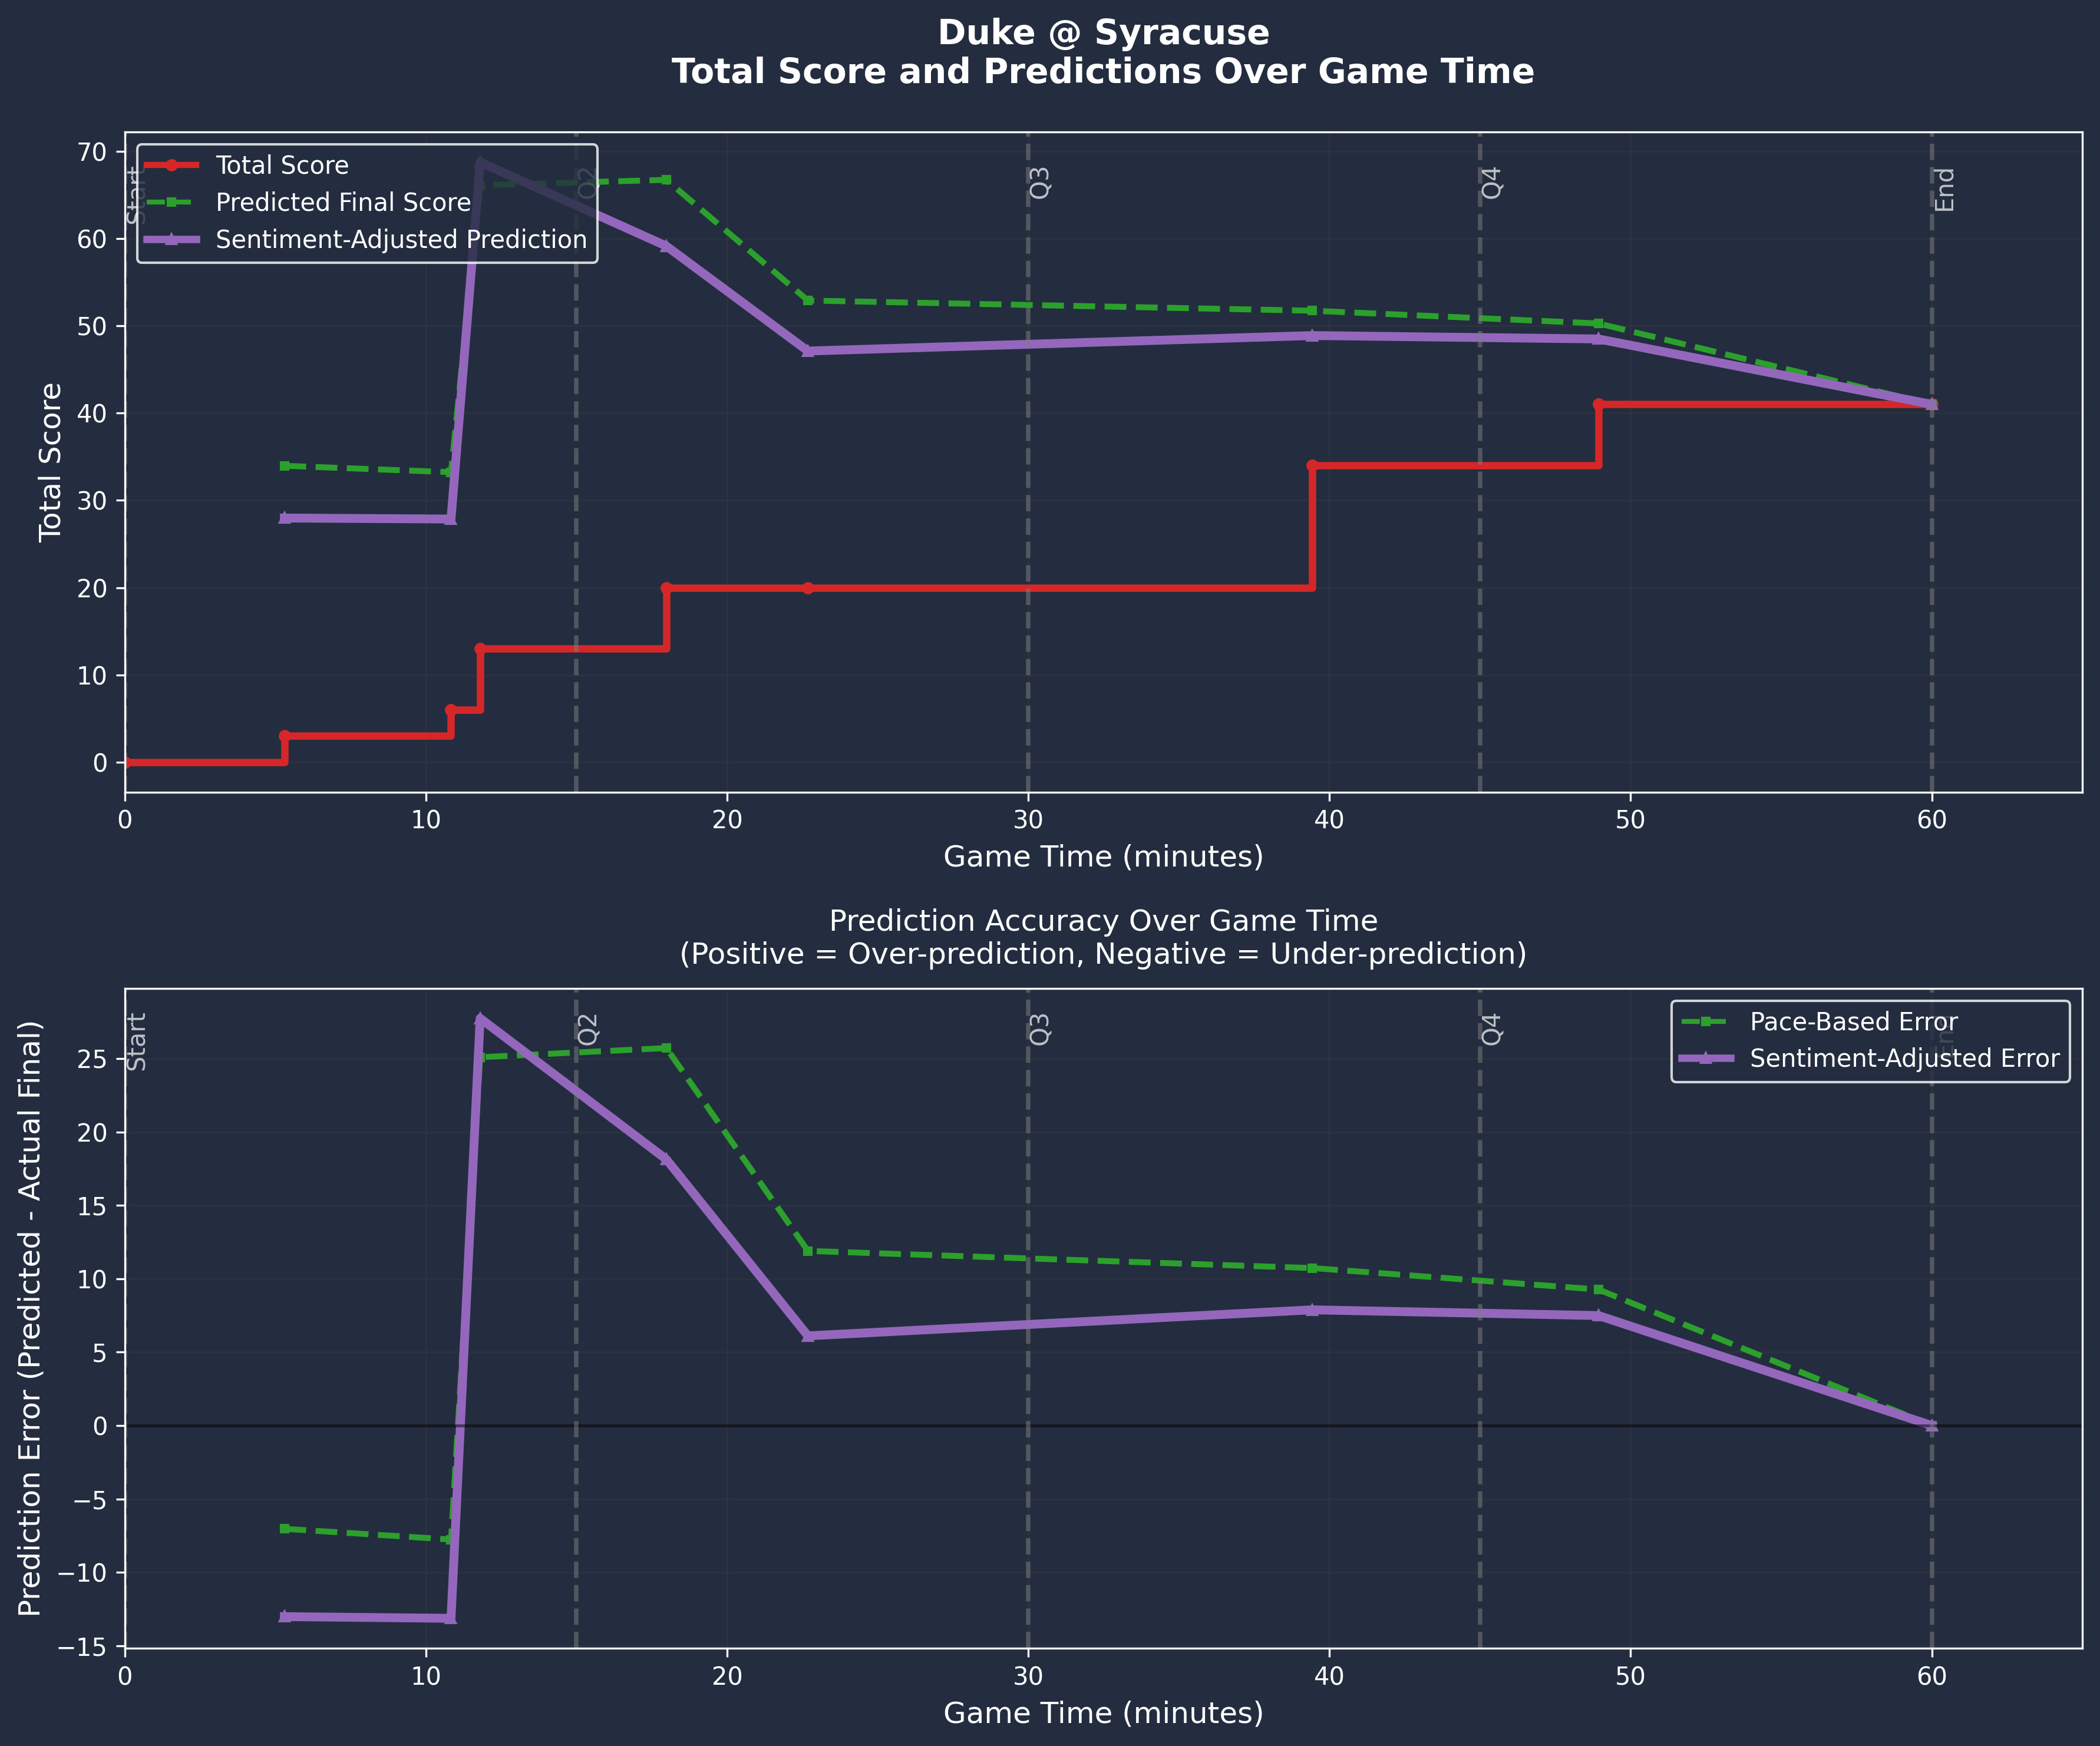 Duke @ Syracuse
Total Score and Predictions Over Game Time
Total Score
70
60
50
40
30
20
10
0
Start
Q2
Q3
Q4
End
Total Score
Predicted Final Score
Sentiment-Adjusted Prediction
0 10 20 30 40 50 60
Game Time (minutes)
Prediction Accuracy Over Game Time
(Positive = Over-prediction, Negative = Under-prediction)
Prediction Error (Predicted - Actual Final)
25
20
15
10
5
0
−5
−10
−15
Start
Q2
Q3
Q4
End
Pace-Based Error
Sentiment-Adjusted Error
0 10 20 30 40 50 60
Game Time (minutes)